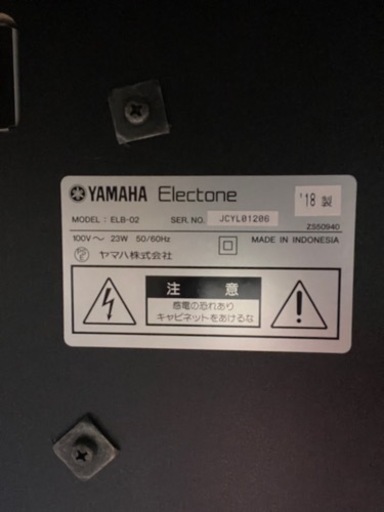 YAMAHA Electone
'18 製
MODEL : ELB-02 SER. NO. JCYL01206
ZS50940
100V～ 23W 50/60Hz MADE IN INDONESIA
ヤマハ株式会社
注 意
感電の恐れあり
キャビネットをあけるな